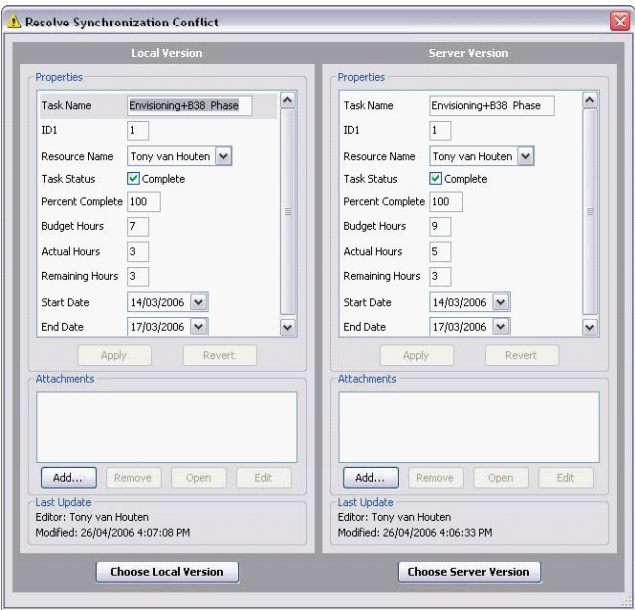 Resolve Synchronization Conflict
Local Version
Properties
Task Name Envisioning+B38 Phase
ID1 1
Resource Name Tony van Houten
Task Status Complete
Percent Complete 100
Budget Hours 7
Actual Hours 3
Remaining Hours 3
Start Date 14/03/2006
End Date 17/03/2006
Apply Revert
Attachments
Add... Remove Open Edit
Last Update
Editor: Tony van Houten
Modified: 26/04/2006 4:07:08 PM
Choose Local Version
Server Version
Properties
Task Name Envisioning+B38 Phase
ID1 1
Resource Name Tony van Houten
Task Status Complete
Percent Complete 100
Budget Hours 9
Actual Hours 5
Remaining Hours 3
Start Date 14/03/2006
End Date 17/03/2006
Apply Revert
Attachments
Add... Remove Open Edit
Last Update
Editor: Tony van Houten
Modified: 26/04/2006 4:06:33 PM
Choose Server Version